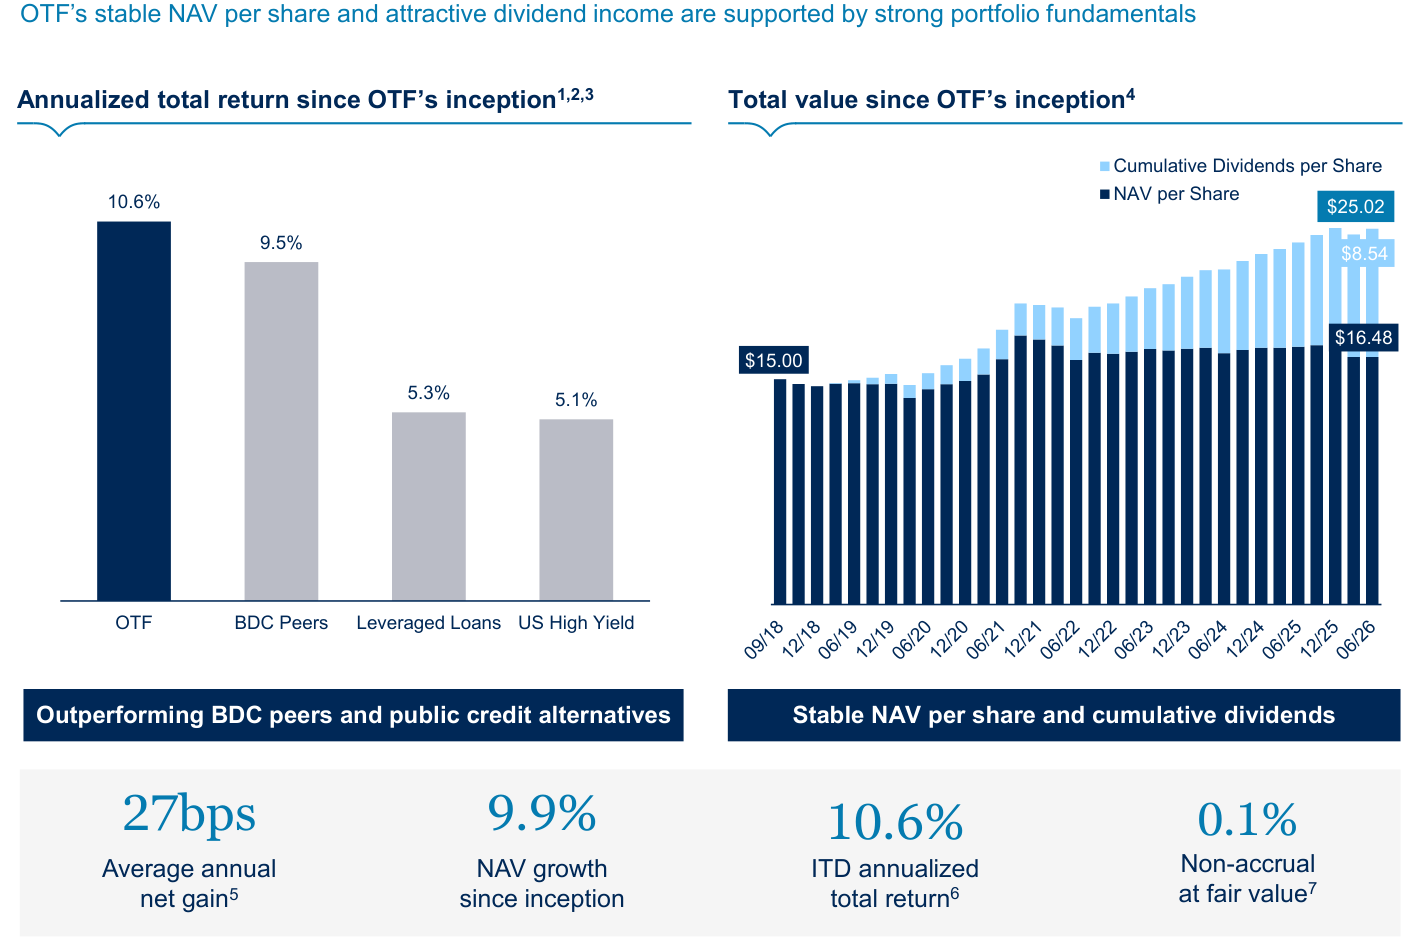 OTF’s stable NAV per share and attractive dividend income are supported by strong portfolio fundamentals
Annualized total return since OTF’s inception1,2,3
10.6%
9.5%
5.3%
5.1%
OTF
BDC Peers
Leveraged Loans
US High Yield
Outperforming BDC peers and public credit alternatives
Total value since OTF’s inception4
Cumulative Dividends per Share
NAV per Share
$25.02
$8.54
$16.48
$15.00
09/18
12/18
06/19
12/19
06/20
12/20
06/21
12/21
06/22
12/22
06/23
12/23
06/24
12/24
06/25
12/25
06/26
Stable NAV per share and cumulative dividends
27bps
Average annual
net gain5
9.9%
NAV growth
since inception
10.6%
ITD annualized
total return6
0.1%
Non-accrual
at fair value7